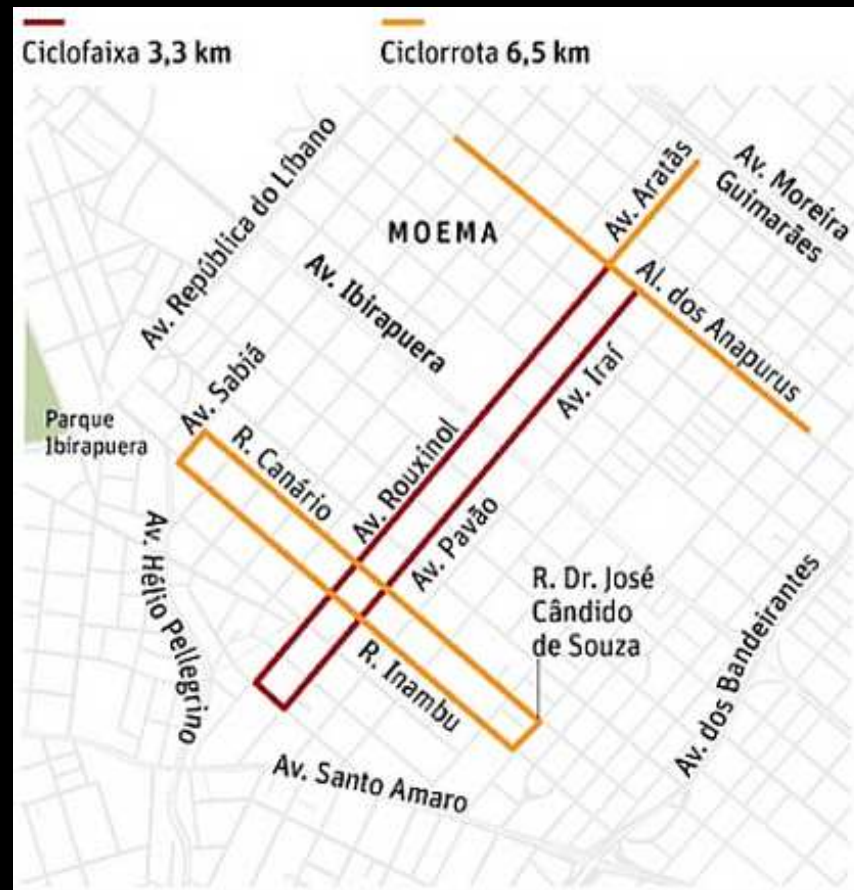 Ciclofaixa 3,3 km
Ciclorrota 6,5 km
Av. República do Líbano
MOEMA
Av. Aratãs
Av. Moreira
Guimarães
Av. Ibirapuera
Al. dos Anapurus
Av. Sabiá
Av. Iraí
Parque
Ibirapuera
R. Canário
Av. Rouxinol
Av. Pavão
Av. Hélio Pellegrino
R. Dr. José
Cândido
de Souza
R. Inambu
Av. dos Bandeirantes
Av. Santo Amaro